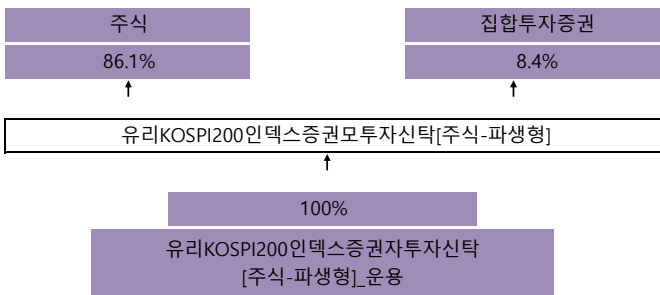 주식
집합투자증권
86.1%
8.4%
유리KOSPI200인덱스증권모투자신탁[주식-파생형]
100%
유리KOSPI200인덱스증권자투자신탁
[주식-파생형]_운용